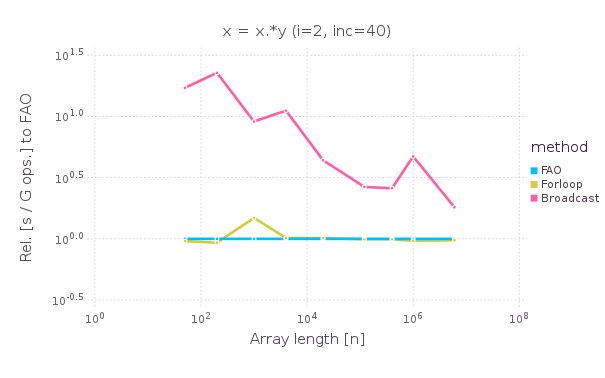 x = x.*y (i=2, inc=40)
Rel. [s / G ops.] to FAO
10^1.5
10^1.0
10^0.5
10^0.0
10^-0.5
10^0
10^2
10^4
10^6
10^8
Array length [n]
method
FAO
Forloop
Broadcast